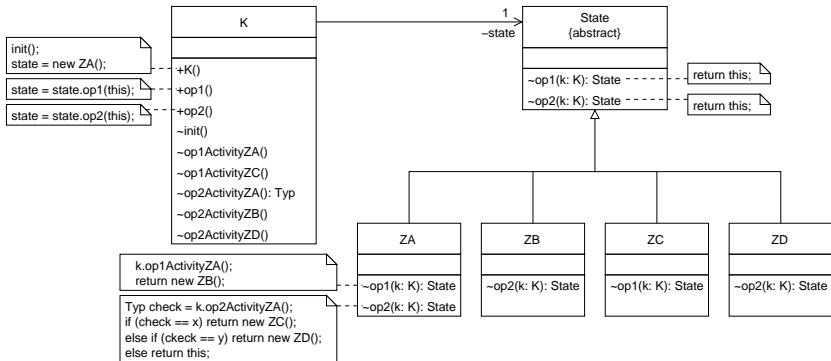 K
1
–state
State
{abstract}
init();
state = new ZA();
state = state.op1(this);
state = state.op2(this);
+K()
+op1()
+op2()
~init()
~op1ActivityZA()
~op1ActivityZC()
~op2ActivityZA(): Typ
~op2ActivityZB()
~op2ActivityZD()
~op1(k: K): State
~op2(k: K): State
return this;
return this;
ZA
~op1(k: K): State
~op2(k: K): State
ZB
~op2(k: K): State
ZC
~op1(k: K): State
ZD
~op2(k: K): State
k.op1ActivityZA();
return new ZB();
Typ check = k.op2ActivityZA();
if (check == x) return new ZC();
else if (ckeck == y) return new ZD();
else return this;